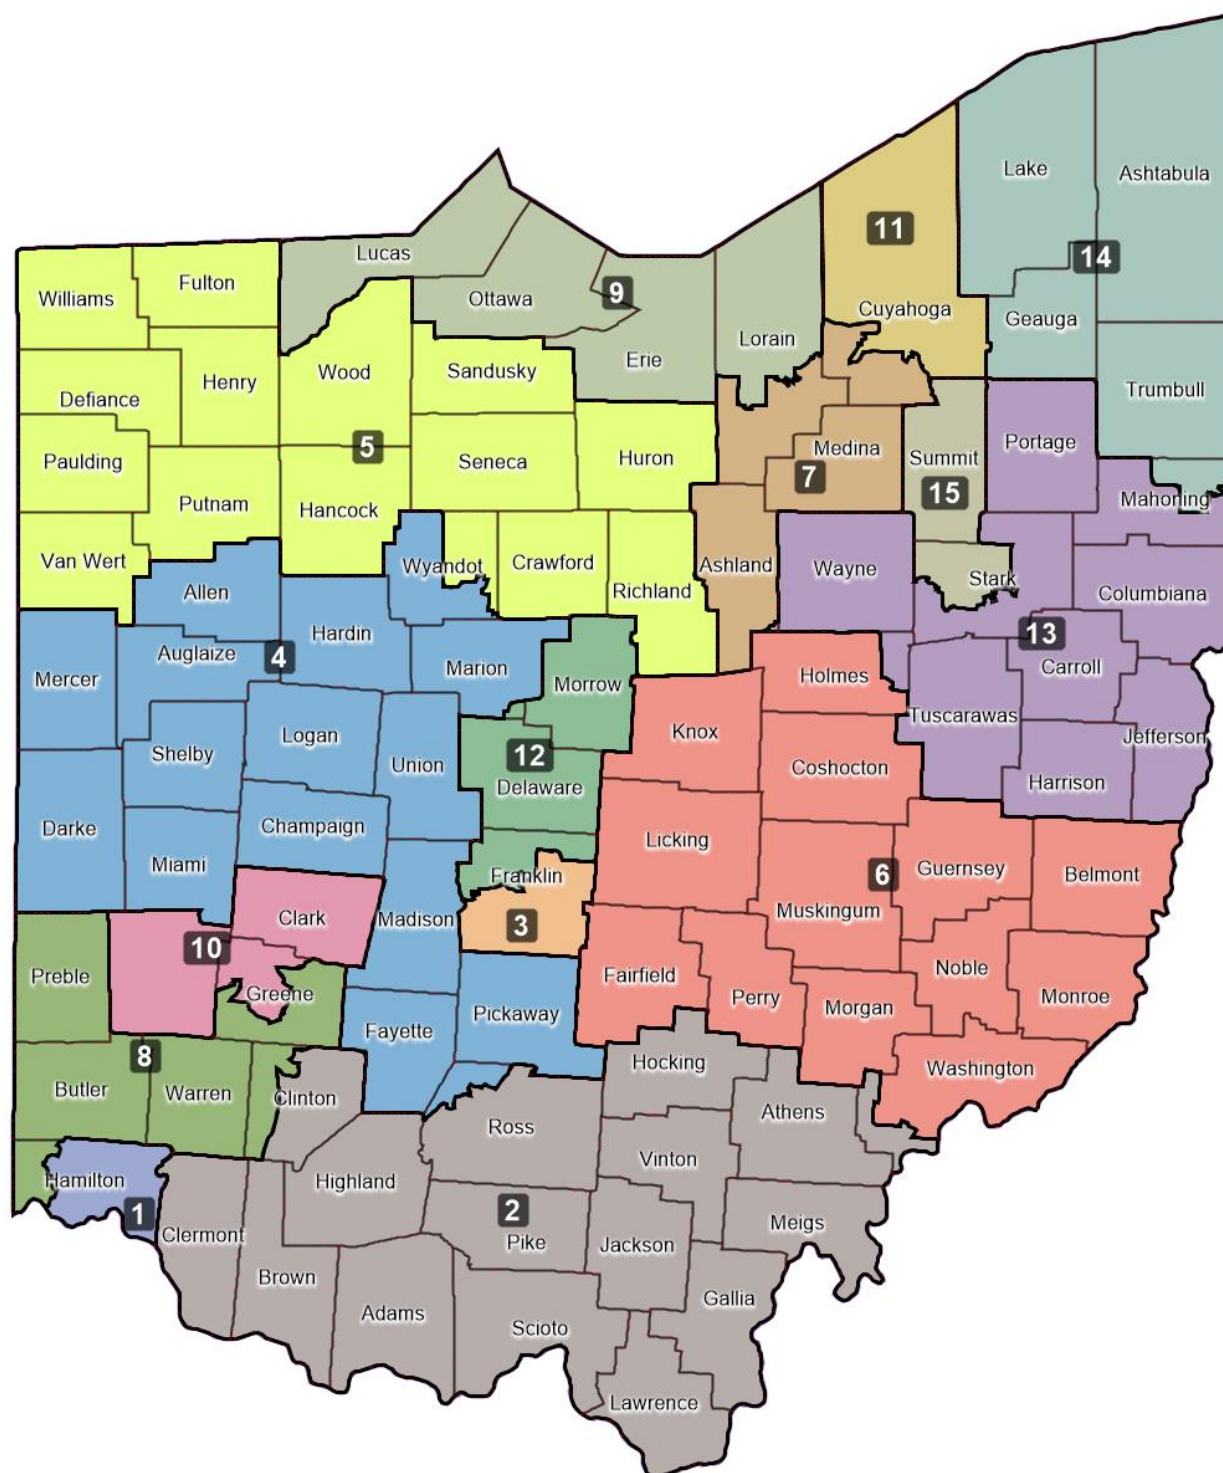 Lake
Ashtabula
11
Lucas
14
Fulton
9
Williams
Ottawa
Cuyahoga
Geauga
Lorain
Erie
Wood
Sandusky
Henry
Trumbull
Defiance
Portage
5
Medina
Summit
Huron
Paulding
Seneca
7
15
Mahoning
Putnam
Hancock
Van Wert
Wyandot
Crawford
Ashland
Wayne
Stark
Allen
Richland
Columbiana
Hardin
13
Auglaize
4
Marion
Carroll
Mercer
Morrow
Holmes
Tuscarawas
Logan
Knox
Jefferson
Shelby
12
Union
Coshocton
Delaware
Harrison
Darke
Champaign
Licking
Miami
Franklin
6
Guernsey
Belmont
Clark
Madison
3
Muskingum
10
Preble
Greene
Fairfield
Noble
Perry
Monroe
Pickaway
Morgan
Fayette
8
Hocking
Washington
Butler
Warren
Clinton
Ross
Athens
Vinton
Hamilton
Highland
1
2
Meigs
Clermont
Pike
Jackson
Brown
Gallia
Adams
Scioto
Lawrence